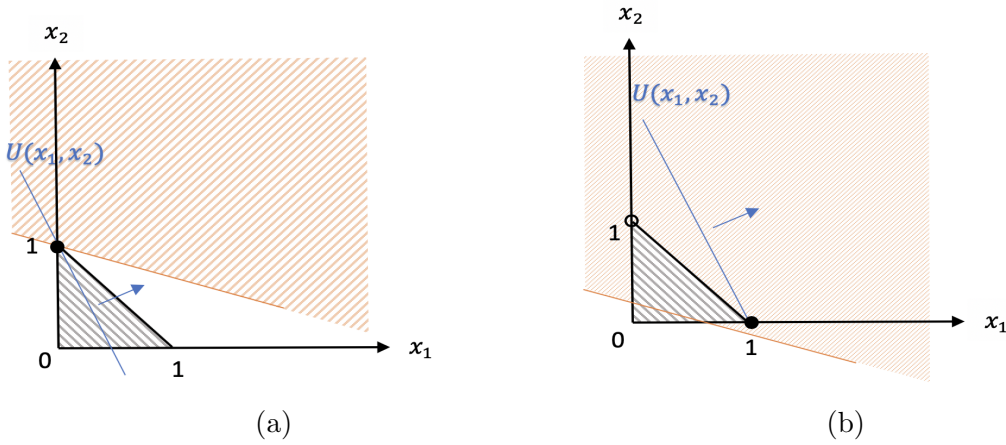 x₂
U(x₁, x₂)
1
0
1
x₁
(a)
x₂
U(x₁, x₂)
1
0
1
x₁
(b)